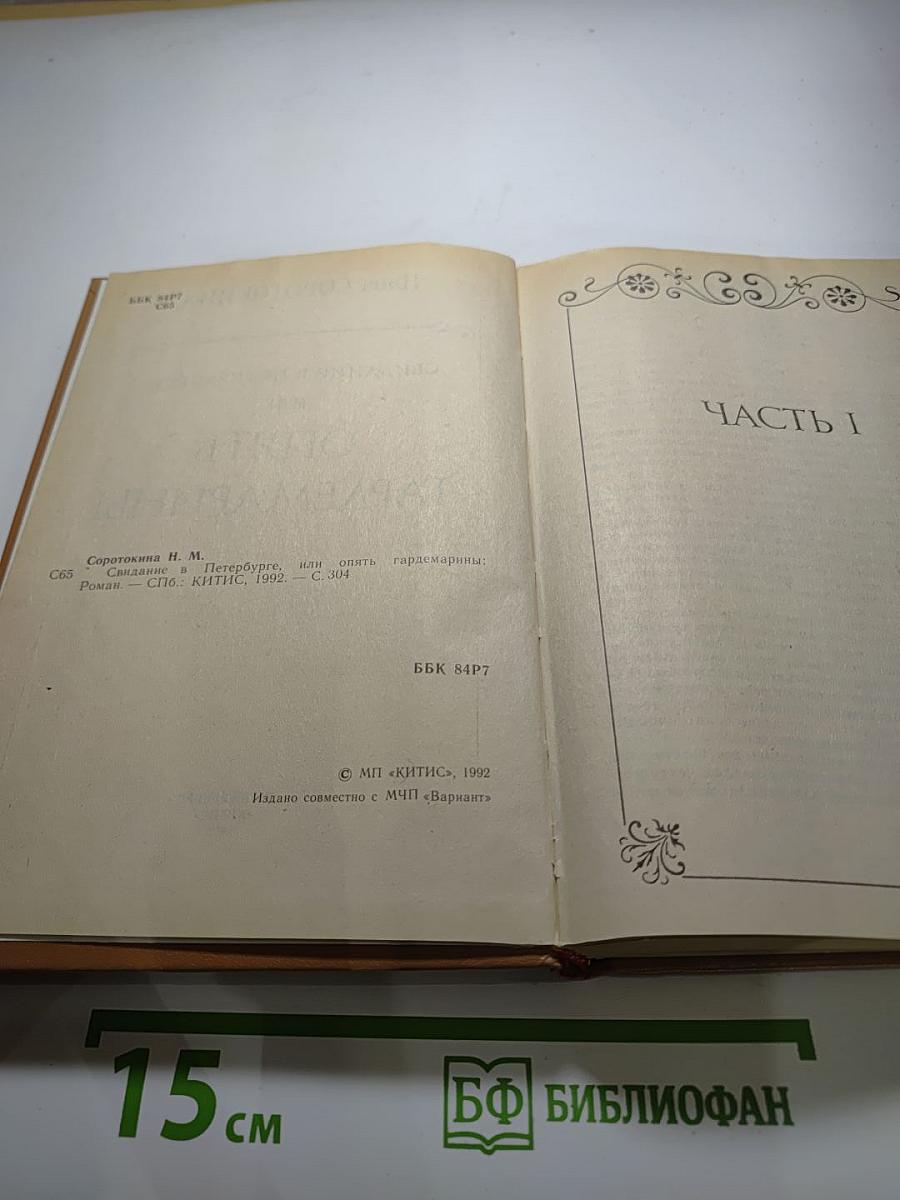 ББК 84Р7
С65
Соротокина Н. М.
С65 Свидание в Петербурге, или опять гардемарины:
Роман. — СПб.: КИТИС, 1992. — С. 304
ББК 84Р7
© МП «КИТИС», 1992
Издано совместно с МЧП «Вариант»
ЧАСТЬ I
15 см
БФ БИБЛИОФАН